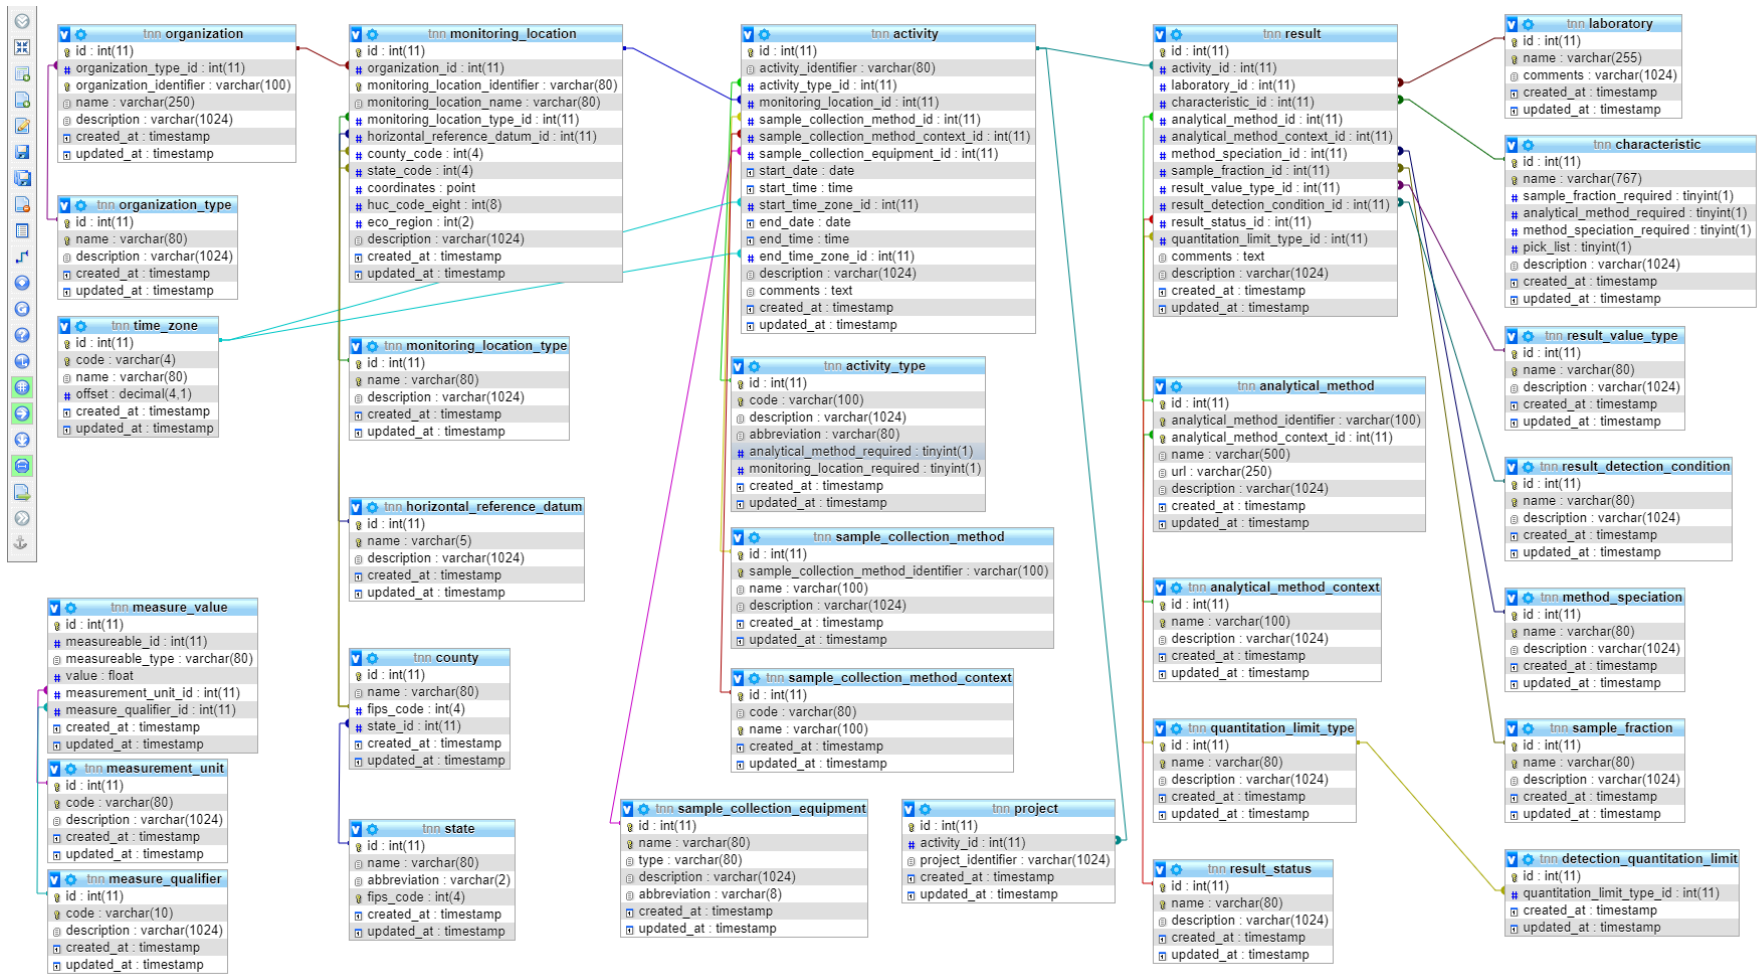 tnn organization
id : int(11)
organization_type_id : int(11)
organization_identifier : varchar(100)
name : varchar(250)
description : varchar(1024)
created_at : timestamp
updated_at : timestamp
tnn organization_type
id : int(11)
name : varchar(80)
description : varchar(1024)
created_at : timestamp
updated_at : timestamp
tnn time_zone
id : int(11)
code : varchar(4)
name : varchar(80)
offset : decimal(4,1)
created_at : timestamp
updated_at : timestamp
tnn measure_value
id : int(11)
measureable_id : int(11)
measureable_type : varchar(80)
value : float
measurement_unit_id : int(11)
measure_qualifier_id : int(11)
created_at : timestamp
updated_at : timestamp
tnn measurement_unit
id : int(11)
code : varchar(80)
description : varchar(1024)
created_at : timestamp
updated_at : timestamp
tnn measure_qualifier
id : int(11)
code : varchar(10)
description : varchar(1024)
created_at : timestamp
updated_at : timestamp
tnn monitoring_location
id : int(11)
organization_id : int(11)
monitoring_location_identifier : varchar(80)
monitoring_location_name : varchar(80)
monitoring_location_type_id : int(11)
horizontal_reference_datum_id : int(11)
county_code : int(4)
state_code : int(4)
coordinates : point
huc_code_eight : int(8)
eco_region : int(2)
description : varchar(1024)
created_at : timestamp
updated_at : timestamp
tnn monitoring_location_type
id : int(11)
name : varchar(80)
description : varchar(1024)
created_at : timestamp
updated_at : timestamp
tnn horizontal_reference_datum
id : int(11)
name : varchar(5)
description : varchar(1024)
created_at : timestamp
updated_at : timestamp
tnn county
id : int(11)
name : varchar(80)
fips_code : int(4)
state_id : int(11)
created_at : timestamp
updated_at : timestamp
tnn state
id : int(11)
name : varchar(80)
abbreviation : varchar(2)
fips_code : int(4)
created_at : timestamp
updated_at : timestamp
tnn activity
id : int(11)
activity_identifier : varchar(80)
activity_type_id : int(11)
monitoring_location_id : int(11)
sample_collection_method_id : int(11)
sample_collection_method_context_id : int(11)
sample_collection_equipment_id : int(11)
start_date : date
start_time : time
start_time_zone_id : int(11)
end_date : date
end_time : time
end_time_zone_id : int(11)
description : varchar(1024)
comments : text
created_at : timestamp
updated_at : timestamp
tnn activity_type
id : int(11)
code : varchar(100)
description : varchar(1024)
abbreviation : varchar(80)
analytical_method_required : tinyint(1)
monitoring_location_required : tinyint(1)
created_at : timestamp
updated_at : timestamp
tnn sample_collection_method
id : int(11)
sample_collection_method_identifier : varchar(100)
name : varchar(100)
description : varchar(1024)
created_at : timestamp
updated_at : timestamp
tnn sample_collection_method_context
id : int(11)
code : varchar(80)
name : varchar(100)
created_at : timestamp
updated_at : timestamp
tnn sample_collection_equipment
id : int(11)
name : varchar(80)
type : varchar(80)
description : varchar(1024)
abbreviation : varchar(8)
created_at : timestamp
updated_at : timestamp
tnn project
id : int(11)
activity_id : int(11)
project_identifier : varchar(1024)
created_at : timestamp
updated_at : timestamp
tnn result
id : int(11)
activity_id : int(11)
laboratory_id : int(11)
characteristic_id : int(11)
analytical_method_id : int(11)
analytical_method_context_id : int(11)
method_speciation_id : int(11)
sample_fraction_id : int(11)
result_value_type_id : int(11)
result_detection_condition_id : int(11)
result_status_id : int(11)
quantitation_limit_type_id : int(11)
comments : text
description : varchar(1024)
created_at : timestamp
updated_at : timestamp
tnn analytical_method
id : int(11)
analytical_method_identifier : varchar(100)
analytical_method_context_id : int(11)
name : varchar(500)
url : varchar(250)
description : varchar(1024)
created_at : timestamp
updated_at : timestamp
tnn analytical_method_context
id : int(11)
name : varchar(100)
description : varchar(1024)
created_at : timestamp
updated_at : timestamp
tnn quantitation_limit_type
id : int(11)
name : varchar(80)
description : varchar(1024)
created_at : timestamp
updated_at : timestamp
tnn result_status
id : int(11)
name : varchar(80)
description : varchar(1024)
created_at : timestamp
updated_at : timestamp
tnn laboratory
id : int(11)
name : varchar(255)
comments : varchar(1024)
created_at : timestamp
updated_at : timestamp
tnn characteristic
id : int(11)
name : varchar(767)
sample_fraction_required : tinyint(1)
analytical_method_required : tinyint(1)
method_speciation_required : tinyint(1)
pick_list : tinyint(1)
description : varchar(1024)
created_at : timestamp
updated_at : timestamp
tnn result_value_type
id : int(11)
name : varchar(80)
description : varchar(1024)
created_at : timestamp
updated_at : timestamp
tnn result_detection_condition
id : int(11)
name : varchar(80)
description : varchar(1024)
created_at : timestamp
updated_at : timestamp
tnn method_speciation
id : int(11)
name : varchar(80)
description : varchar(1024)
created_at : timestamp
updated_at : timestamp
tnn sample_fraction
id : int(11)
name : varchar(80)
description : varchar(1024)
created_at : timestamp
updated_at : timestamp
tnn detection_quantitation_limit
id : int(11)
quantitation_limit_type_id : int(11)
created_at : timestamp
updated_at : timestamp